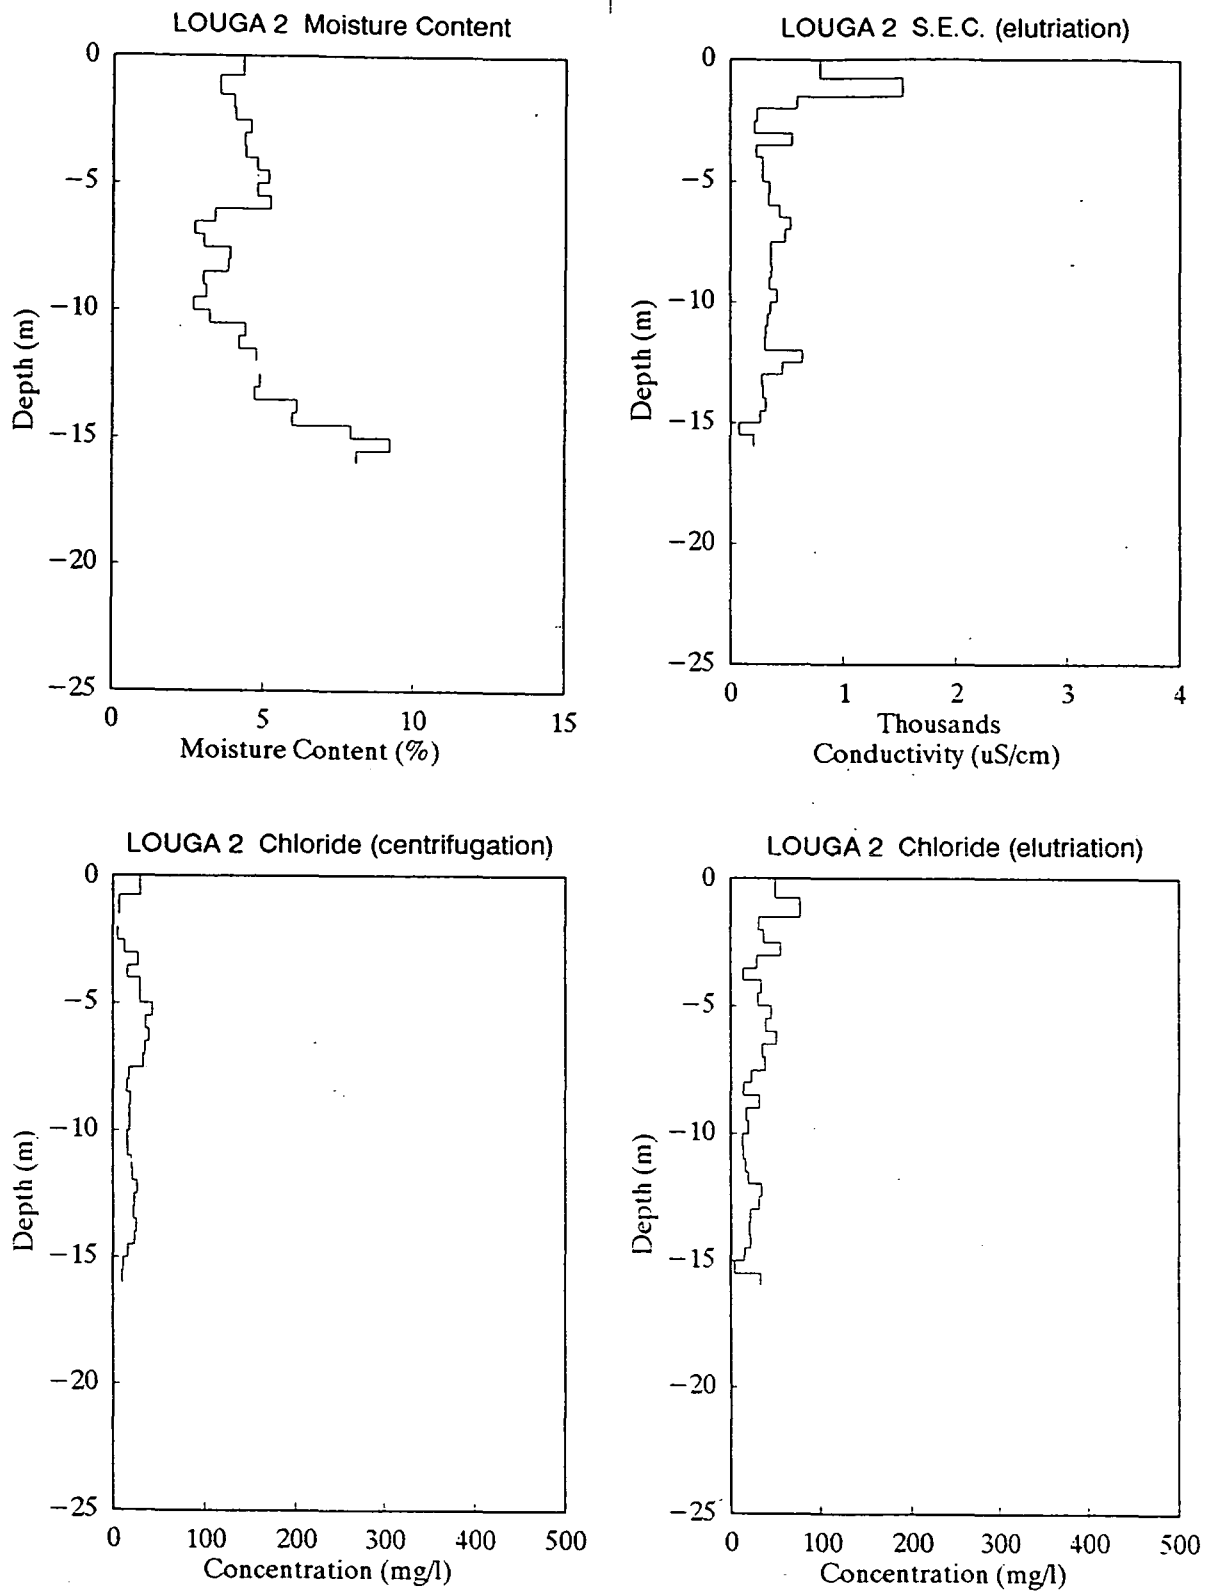 LOUGA 2 Moisture Content
0
−5
−10
−15
−20
−25
Depth (m)
0 5 10 15
Moisture Content (%)
LOUGA 2 S.E.C. (elutriation)
0
−5
−10
−15
−20
−25
Depth (m)
0 1 2 3 4
Thousands
Conductivity (uS/cm)
LOUGA 2 Chloride (centrifugation)
0
−5
−10
−15
−20
−25
Depth (m)
0 100 200 300 400 500
Concentration (mg/l)
LOUGA 2 Chloride (elutriation)
0
−5
−10
−15
−20
−25
Depth (m)
0 100 200 300 400 500
Concentration (mg/l)